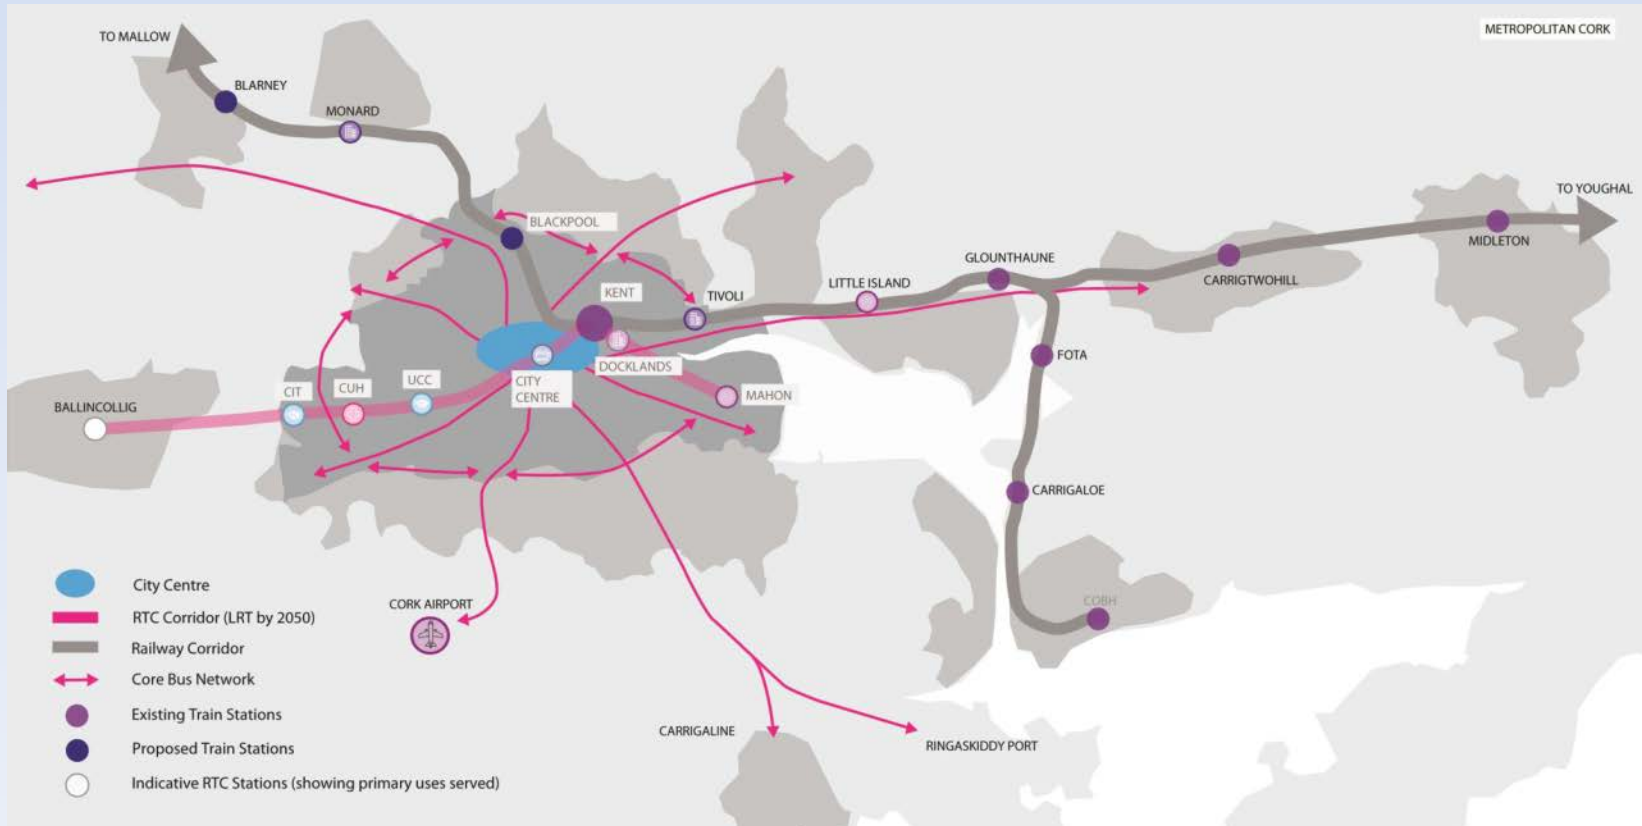 METROPOLITAN CORK
TO MALLOW
BLARNEY
MONARD
TO YOUGHAL
BLACKPOOL
MIDLETON
GLOUNTHAUNE
CARRIGTWOHILL
LITTLE ISLAND
KENT
TIVOLI
FOTA
DOCKLANDS
CITY
CENTRE
UCC
CUH
CIT
MAHON
BALLINCOLLIG
CARRIGALOE
COBH
CORK AIRPORT
CARRIGALINE
RINGASKIDDY PORT
City Centre
RTC Corridor (LRT by 2050)
Railway Corridor
Core Bus Network
Existing Train Stations
Proposed Train Stations
Indicative RTC Stations (showing primary uses served)